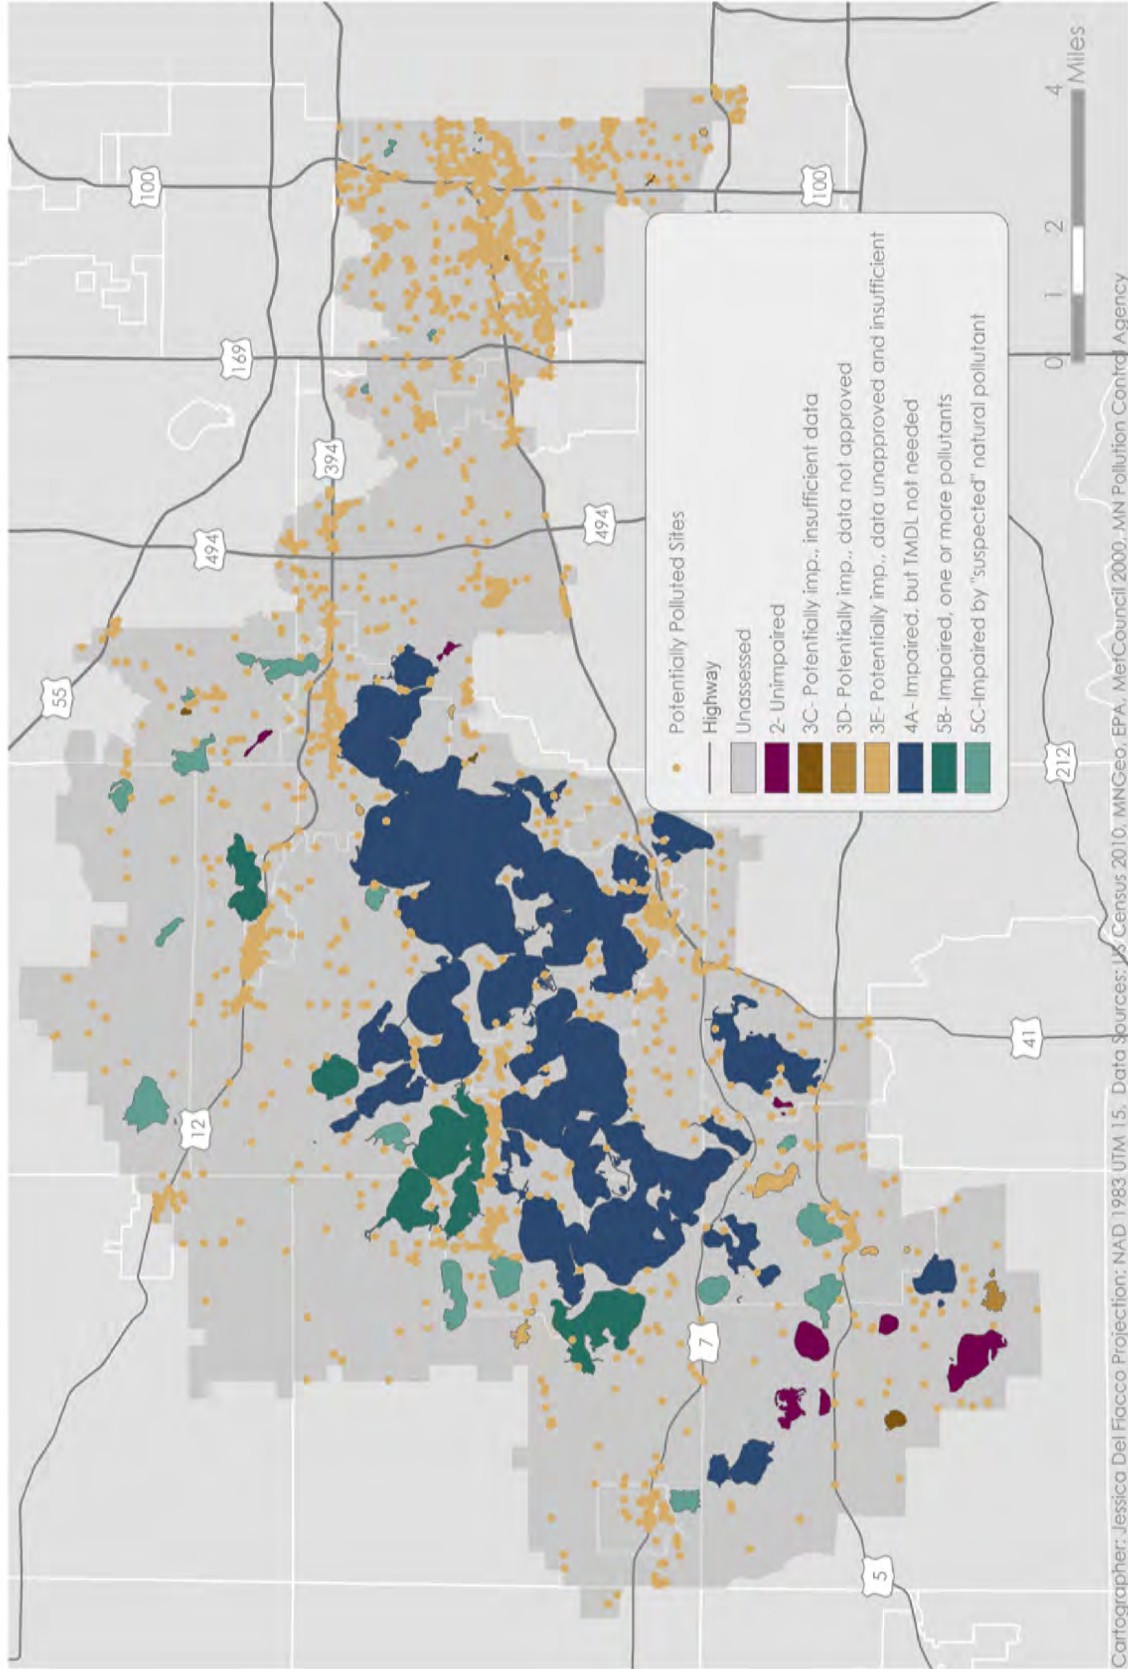 55
12
7
5
41
212
494
494
394
169
100
100
Potentially Polluted Sites
Highway
Unassessed
2- Unimpaired
3C- Potentially imp., insufficient data
3D- Potentially imp., data not approved
3E- Potentially imp., data unapproved and insufficient
4A- Impaired, but TMDL not needed
5B- Impaired, one or more pollutants
5C-Impaired by "suspected" natural pollutant
0 1 2 4
Miles
Cartographer: Jessica Del Fiacco Projection: NAD 1983 UTM 15. Data Sources: US Census 2010, MNGeo, EPA, MetCouncil 2000, MN Pollution Control Agency